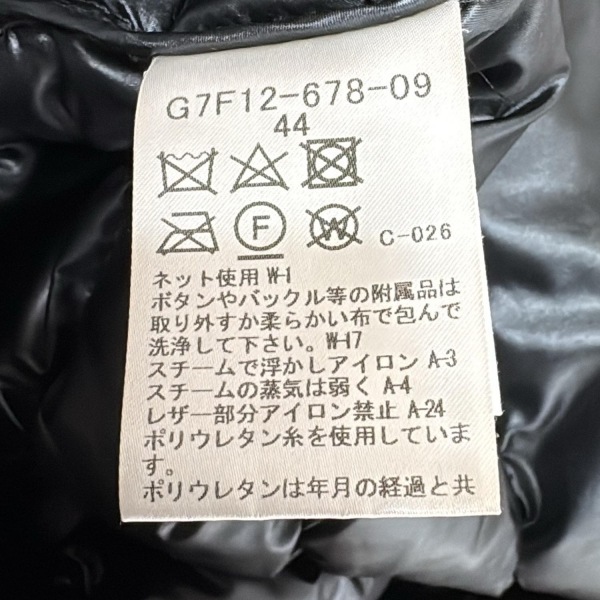 G7F12-678-09
44
F
W
C-026
ネット使用 W-1
ボタンやバックル等の附属品は
取り外すか柔らかい布で包んで
洗浄して下さい。W-17
スチームで浮かしアイロン A-3
スチームの蒸気は弱く A-4
レザー部分アイロン禁止 A-24
ポリウレタン糸を使用していま
す。
ポリウレタンは年月の経過と共